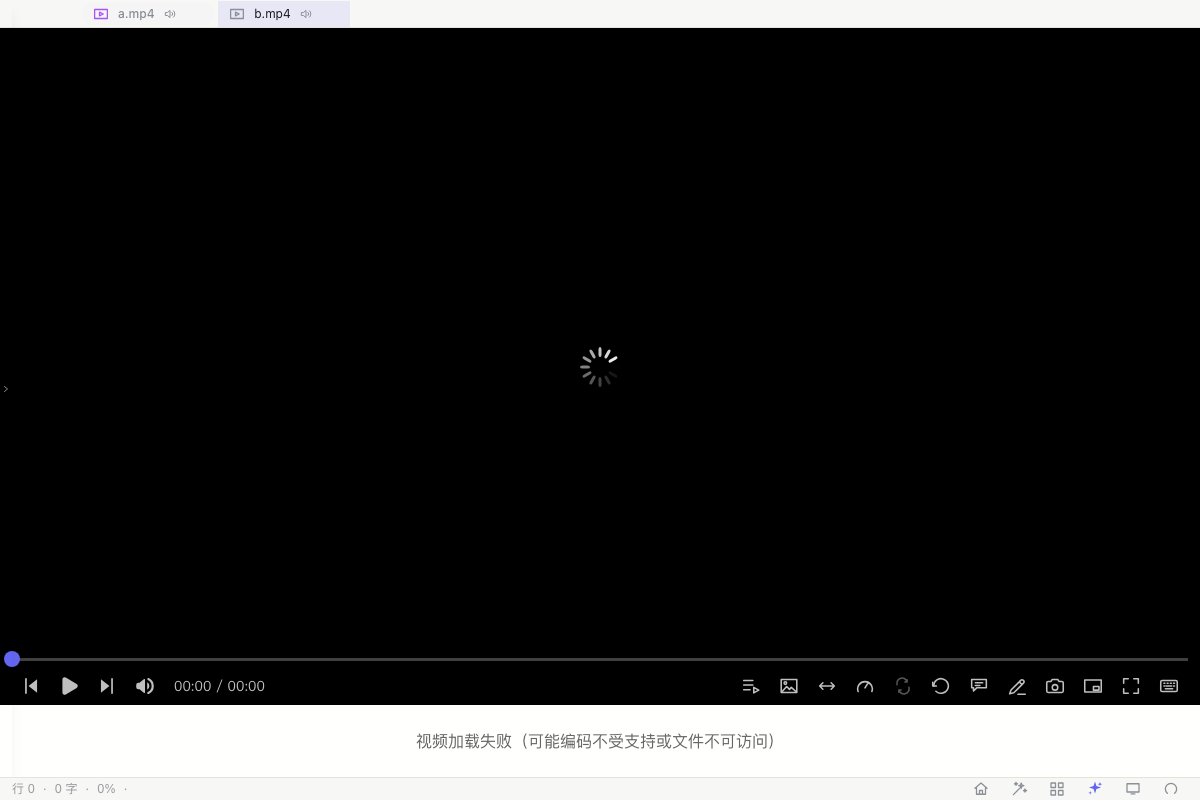 a.mp4
b.mp4
00:00 / 00:00
视频加载失败（可能编码不受支持或文件不可访问）
行 0 · 0 字 · 0% ·